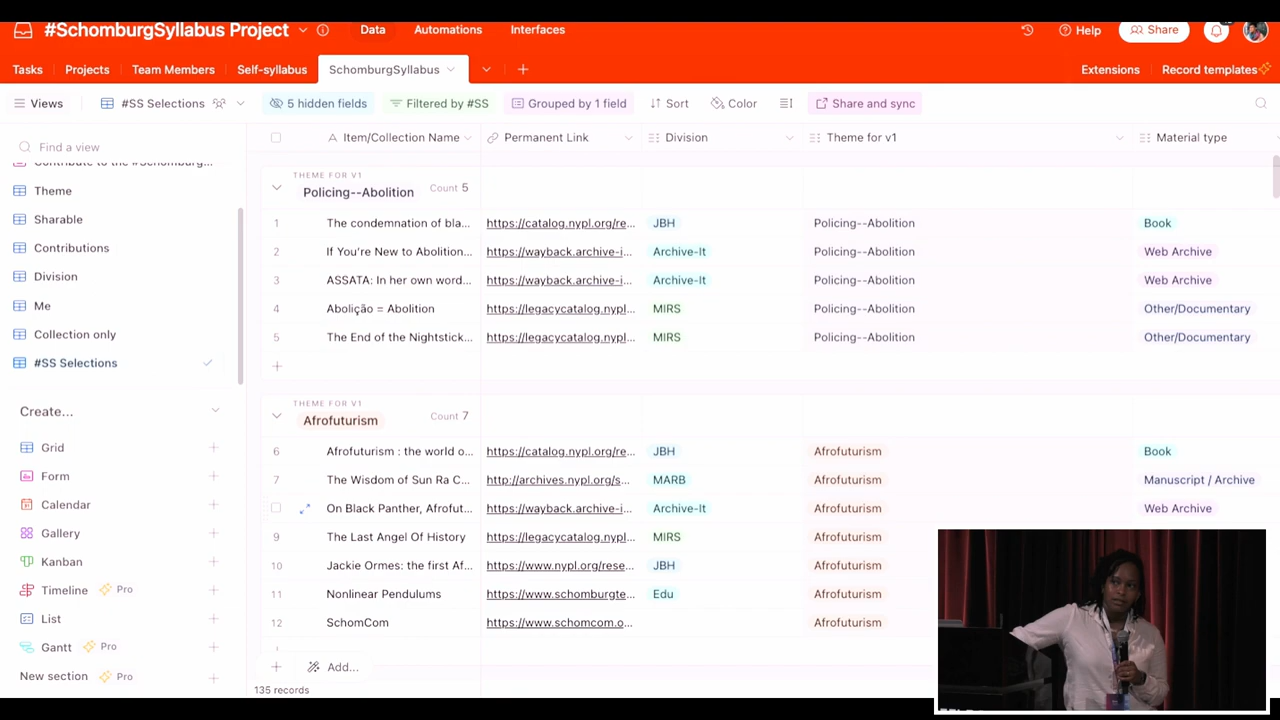 #SchomburgSyllabus Project
Data
Automations
Interfaces
Help
Share
Tasks
Projects
Team Members
Self-syllabus
SchomburgSyllabus
Extensions
Record templates
Views
#SS Selections
5 hidden fields
Filtered by #SS
Grouped by 1 field
Sort
Color
Share and sync
Find a view
Contribute to the #Schomburg...
Theme
Sharable
Contributions
Division
Me
Collection only
#SS Selections
Create...
Grid
Form
Calendar
Gallery
Kanban
Timeline Pro
List
Gantt Pro
New section Pro
Item/Collection Name Permanent Link Division Theme for v1 Material type
THEME FOR V1
Policing--Abolition Count 5
1 The condemnation of bla... https://catalog.nypl.org/re... JBH Policing--Abolition Book
2 If You're New to Abolition... https://wayback.archive-i... Archive-It Policing--Abolition Web Archive
3 ASSATA: In her own word... https://wayback.archive-i... Archive-It Policing--Abolition Web Archive
4 Abolição = Abolition https://legacycatalog.nypl... MIRS Policing--Abolition Other/Documentary
5 The End of the Nightstick... https://legacycatalog.nypl... MIRS Policing--Abolition Other/Documentary
THEME FOR V1
Afrofuturism Count 7
6 Afrofuturism : the world o... https://catalog.nypl.org/re... JBH Afrofuturism Book
7 The Wisdom of Sun Ra C... http://archives.nypl.org/s... MARB Afrofuturism Manuscript / Archive
On Black Panther, Afrofut... https://wayback.archive-i... Archive-It Afrofuturism Web Archive
9 The Last Angel Of History https://legacycatalog.nypl... MIRS Afrofuturism
10 Jackie Ormes: the first Af... https://www.nypl.org/rese... JBH Afrofuturism
11 Nonlinear Pendulums https://www.schomburgte... Edu Afrofuturism
12 SchomCom https://www.schomcom.o... Afrofuturism
Add...
135 records